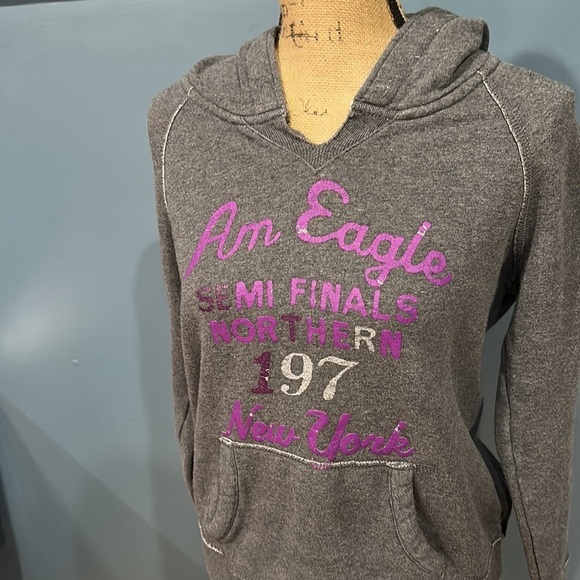 Am Eagle
SEMI FINALS
NORTHERN
197
New York